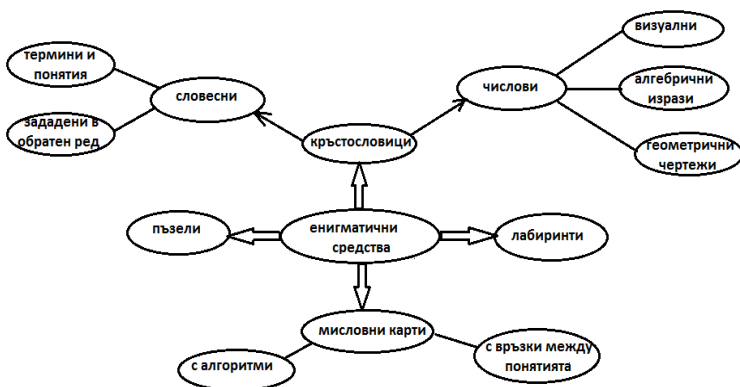 визуални
термини и
понятия
словесни
числови
алгебрични
изрази
зададени в
обратен ред
кръстословици
геометрични
чертежи
пъзели
енигматични
средства
лабиринти
мисловни карти
с алгоритми
с връзки между
понятията